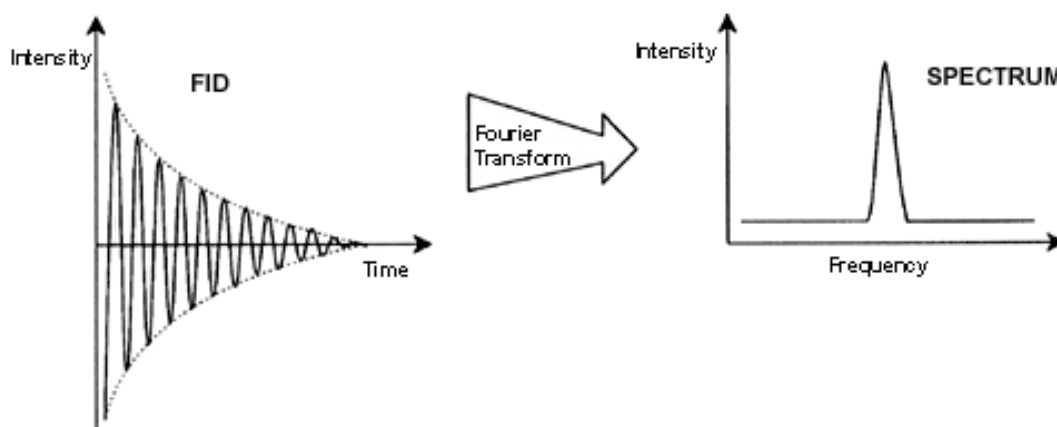 Intensity
FID
Time
Fourier
Transform
Intensity
SPECTRUM
Frequency